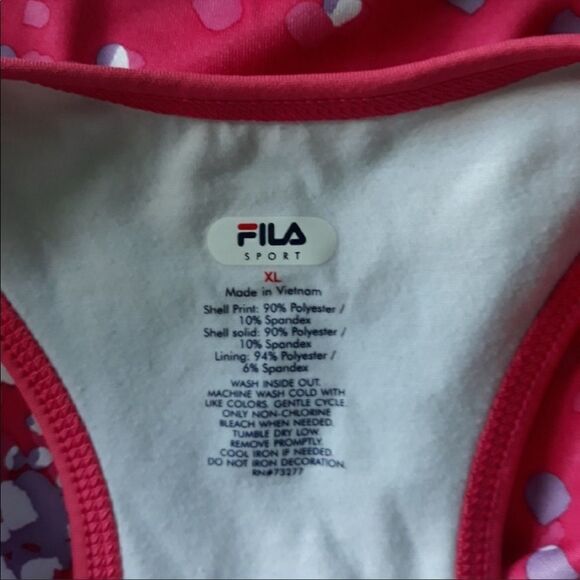 FILA
SPORT
XL
Made in Vietnam
Shell Print: 90% Polyester /
10% Spandex
Shell solid: 90% Polyester /
10% Spandex
Lining: 94% Polyester /
6% Spandex
WASH INSIDE OUT.
MACHINE WASH COLD WITH
LIKE COLORS. GENTLE CYCLE.
ONLY NON-CHLORINE
BLEACH WHEN NEEDED.
TUMBLE DRY LOW.
REMOVE PROMPTLY.
COOL IRON IF NEEDED.
DO NOT IRON DECORATION.
RN#73277